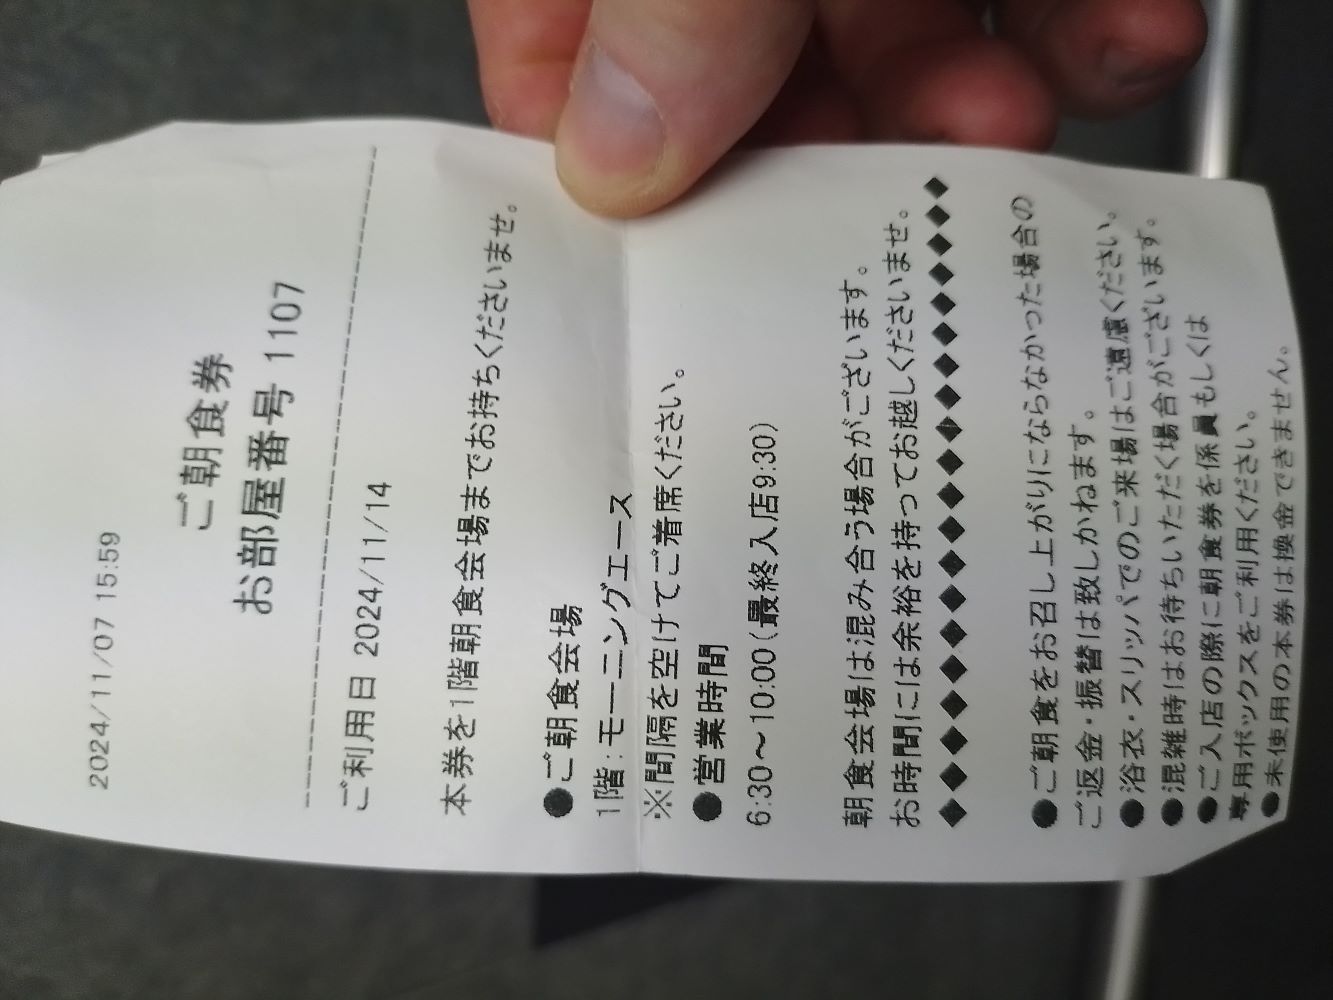 2024/11/07 15:59
ご朝食券
お部屋番号 1107
ご利用日 2024/11/14
本券を1階朝食会場までお持ちくださいませ。
●ご朝食会場
1階:モーニングエース
※間隔を空けてご着席ください。
●営業時間
6:30～10:00(最終入店9:30)
朝食会場は混み合う場合がございます。
お時間には余裕を持ってお越しくださいませ。
◆◆◆◆◆◆◆◆◆◆◆◆◆◆◆◆◆◆◆◆◆◆
●ご朝食をお召し上がりにならなかった場合の
ご返金・振替は致しかねます。
●浴衣・スリッパでのご来場はご遠慮ください。
●混雑時はお待ちいただく場合がございます。
●ご入店の際に朝食券を係員もしくは
専用ボックスをご利用ください。
●未使用の本券は換金できません。